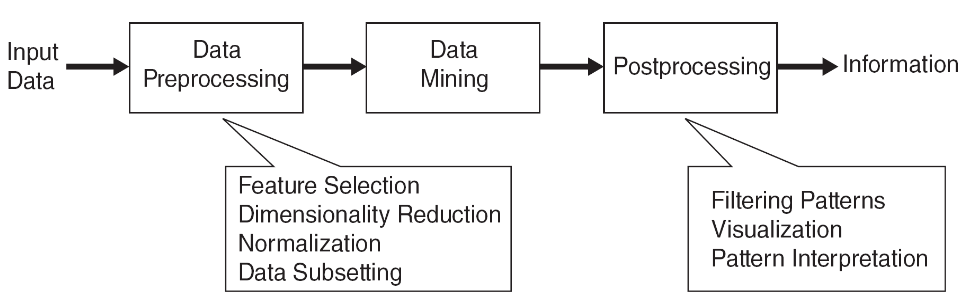 Input
Data
Data
Preprocessing
Data
Mining
Postprocessing
Information
Feature Selection
Dimensionality Reduction
Normalization
Data Subsetting
Filtering Patterns
Visualization
Pattern Interpretation